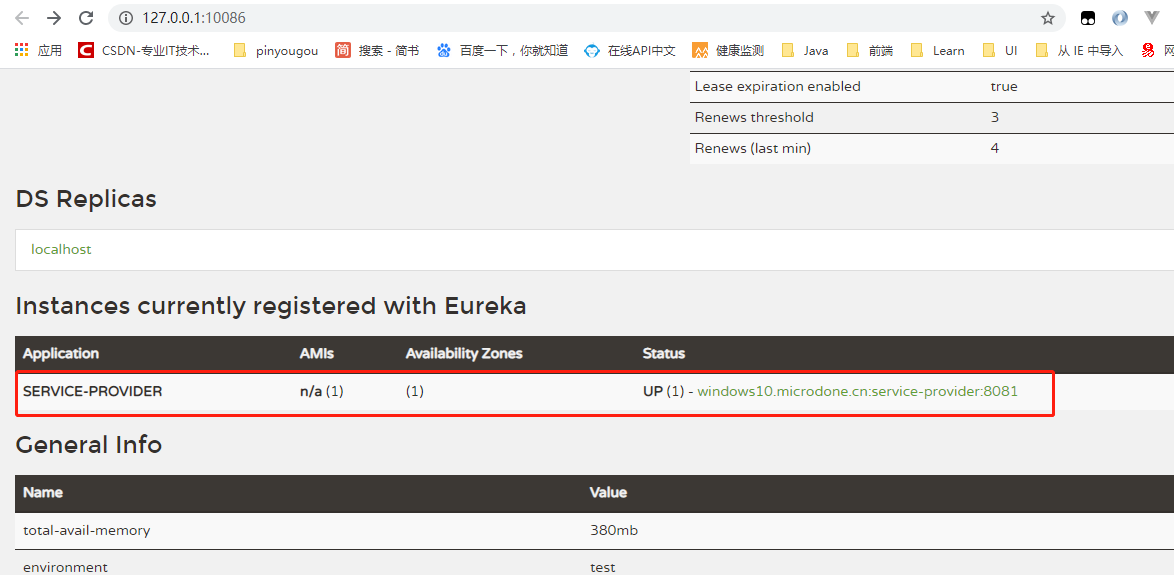 127.0.0.1:10086
应用 CSDN-专业IT技术... pinyougou 简 搜索 - 简书 百度一下，你就知道 在线API中文 健康监测 Java 前端 Learn UI 从 IE 中导入 网
Lease expiration enabled true
Renews threshold 3
Renews (last min) 4
DS Replicas
localhost
Instances currently registered with Eureka
Application AMIs Availability Zones Status
SERVICE-PROVIDER n/a (1) (1) UP (1) - windows10.microdone.cn:service-provider:8081
General Info
Name Value
total-avail-memory 380mb
environment test